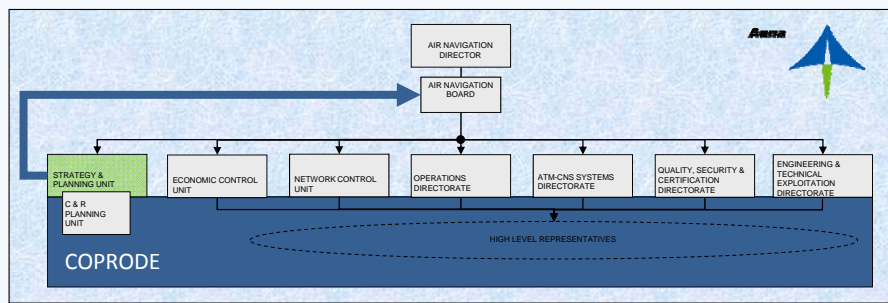 AIR NAVIGATION
DIRECTOR
Aena
AIR NAVIGATION
BOARD
STRATEGY &
PLANNING UNIT
ECONOMIC CONTROL
UNIT
NETWORK CONTROL
UNIT
OPERATIONS
DIRECTORATE
ATM-CNS SYSTEMS
DIRECTORATE
QUALITY, SECURITY &
CERTIFICATION
DIRECTORATE
ENGINEERING &
TECHNICAL
EXPLOITATION
DIRECTORATE
C & R
PLANNING
UNIT
HIGH LEVEL REPRESENTATIVES
COPRODE